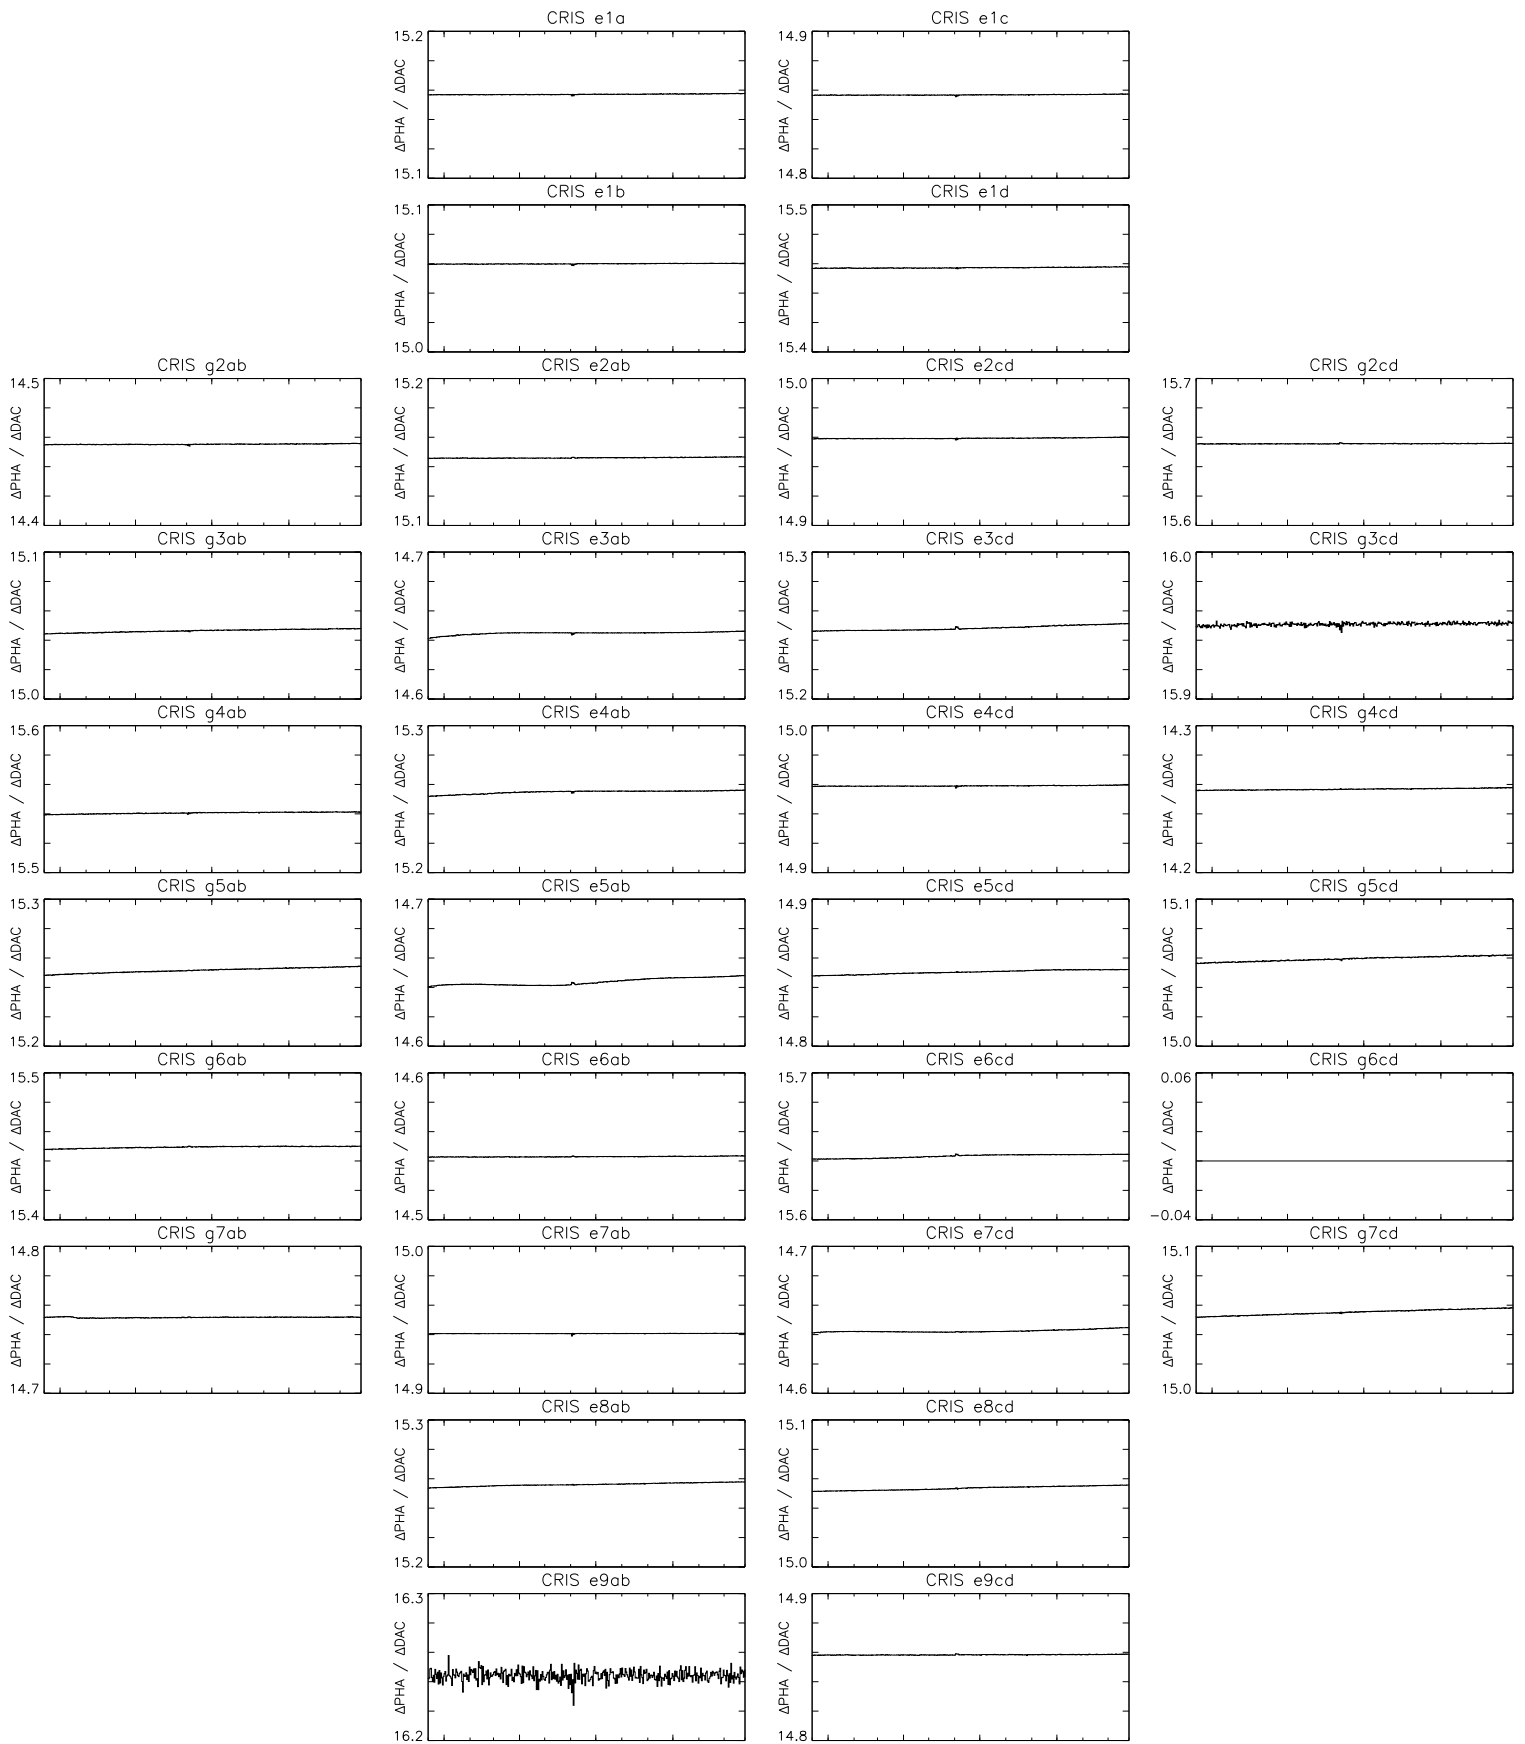 CRIS e1a CRIS e1c
15.2 14.9
ΔPHA / ΔDAC ΔPHA / ΔDAC
15.1 14.8
CRIS e1b CRIS e1d
15.1 15.5
ΔPHA / ΔDAC ΔPHA / ΔDAC
15.0 15.4
CRIS g2ab CRIS e2ab CRIS e2cd CRIS g2cd
14.5 15.2 15.0 15.7
ΔPHA / ΔDAC ΔPHA / ΔDAC ΔPHA / ΔDAC ΔPHA / ΔDAC
14.4 15.1 14.9 15.6
CRIS g3ab CRIS e3ab CRIS e3cd CRIS g3cd
15.1 14.7 15.3 16.0
ΔPHA / ΔDAC ΔPHA / ΔDAC ΔPHA / ΔDAC ΔPHA / ΔDAC
15.0 14.6 15.2 15.9
CRIS g4ab CRIS e4ab CRIS e4cd CRIS g4cd
15.6 15.3 15.0 14.3
ΔPHA / ΔDAC ΔPHA / ΔDAC ΔPHA / ΔDAC ΔPHA / ΔDAC
15.5 15.2 14.9 14.2
CRIS g5ab CRIS e5ab CRIS e5cd CRIS g5cd
15.3 14.7 14.9 15.1
ΔPHA / ΔDAC ΔPHA / ΔDAC ΔPHA / ΔDAC ΔPHA / ΔDAC
15.2 14.6 14.8 15.0
CRIS g6ab CRIS e6ab CRIS e6cd CRIS g6cd
15.5 14.6 15.7 0.06
ΔPHA / ΔDAC ΔPHA / ΔDAC ΔPHA / ΔDAC ΔPHA / ΔDAC
15.4 14.5 15.6 −0.04
CRIS g7ab CRIS e7ab CRIS e7cd CRIS g7cd
14.8 15.0 14.7 15.1
ΔPHA / ΔDAC ΔPHA / ΔDAC ΔPHA / ΔDAC ΔPHA / ΔDAC
14.7 14.9 14.6 15.0
CRIS e8ab CRIS e8cd
15.3 15.1
ΔPHA / ΔDAC ΔPHA / ΔDAC
15.2 15.0
CRIS e9ab CRIS e9cd
16.3 14.9
ΔPHA / ΔDAC ΔPHA / ΔDAC
16.2 14.8